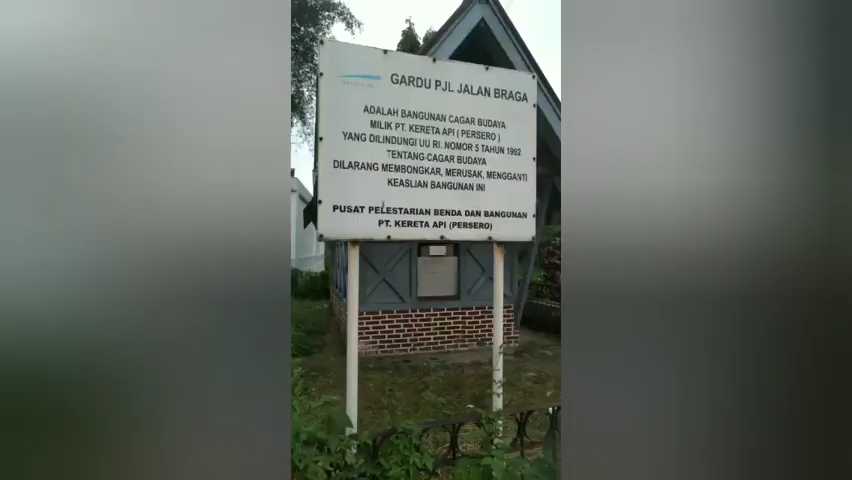 GARDU PJL JALAN BRAGA
ADALAH BANGUNAN CAGAR BUDAYA
MILIK PT. KERETA API ( PERSERO )
YANG DILINDUNGI UU RI. NOMOR 5 TAHUN 1992
TENTANG CAGAR BUDAYA
DILARANG MEMBONGKAR, MERUSAK, MENGGANTI
KEASLIAN BANGUNAN INI
PUSAT PELESTARIAN BENDA DAN BANGUNAN
PT. KERETA API (PERSERO)